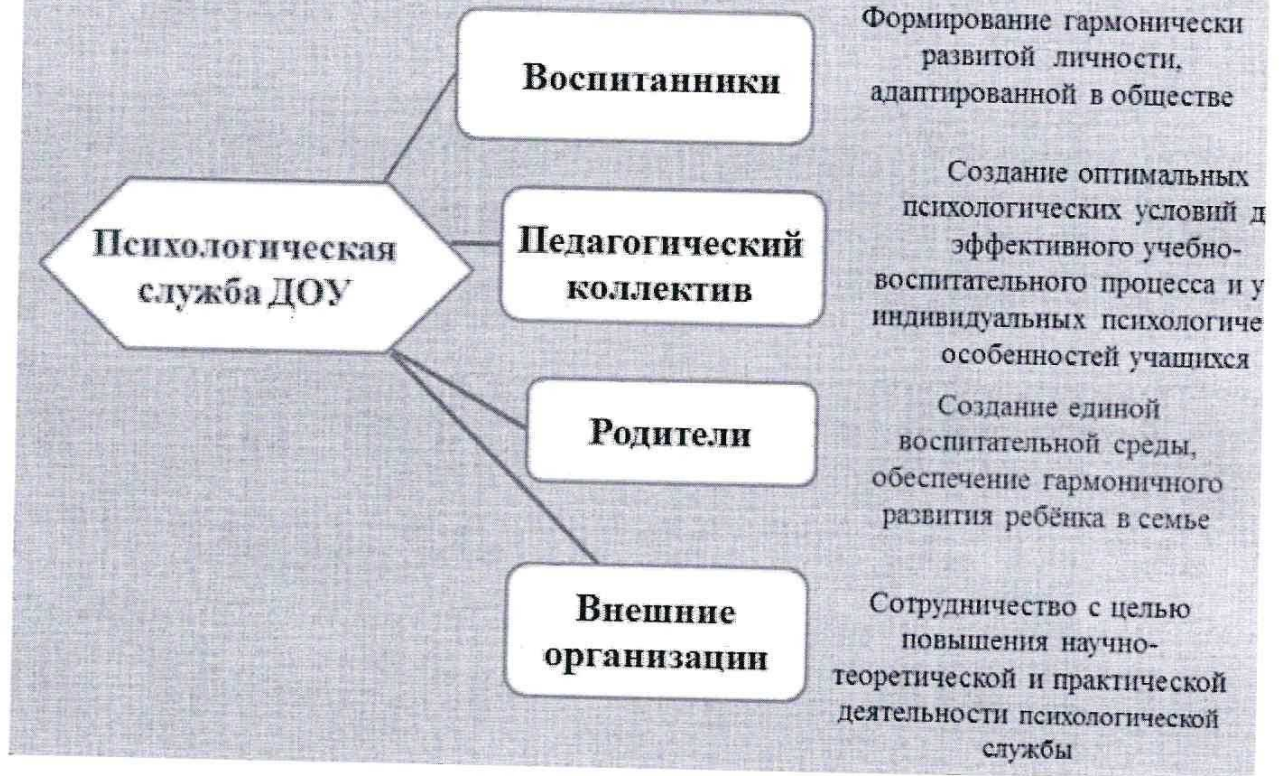 Психологическая
служба ДОУ
Воспитанники
Формирование гармонически
развитой личности,
адаптированной в обществе
Педагогический
коллектив
Создание оптимальных
психологических условий
эффективного учебно-
воспитательного процесса и
индивидуальных
особенностей учащихся
Родители
Создание единой
воспитательной среды,
обеспечение гармоничного
развития ребёнка в семье
Внешние
организации
Сотрудничество с целью
повышения научно-
теоретической и практической
деятельности психологической
службы